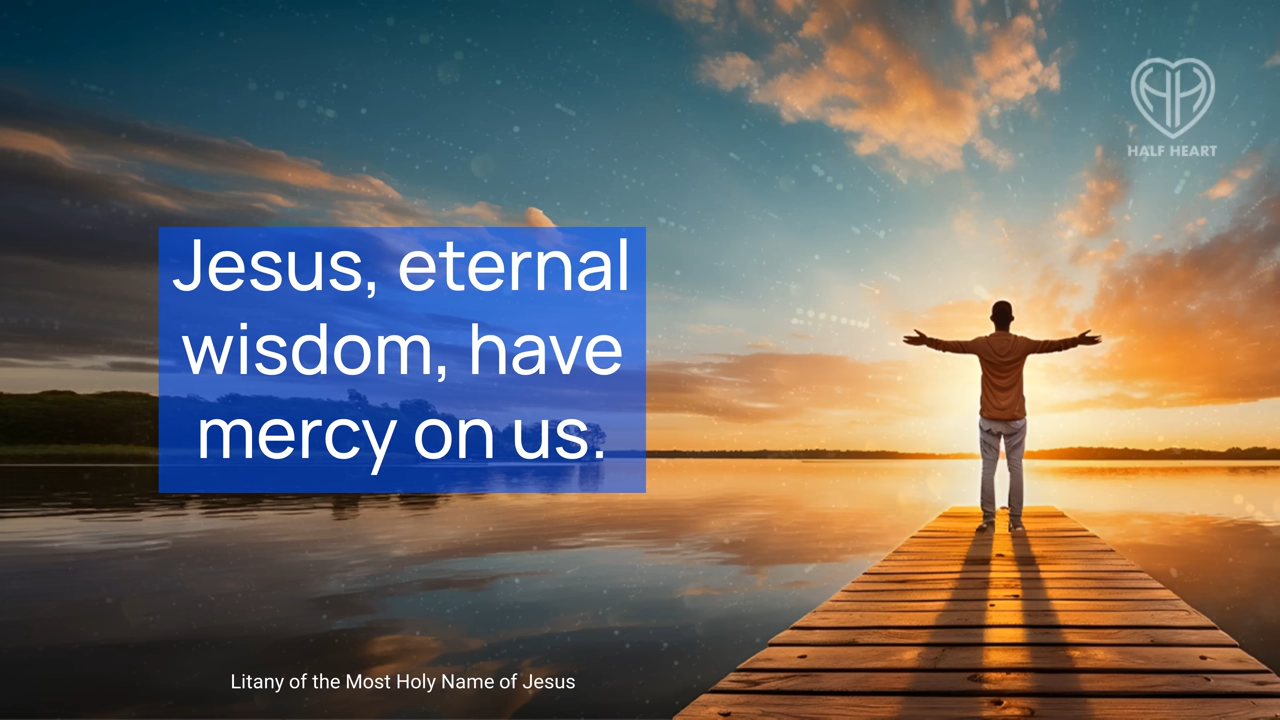 HALF HEART
Jesus, eternal
wisdom, have
mercy on us.
Litany of the Most Holy Name of Jesus